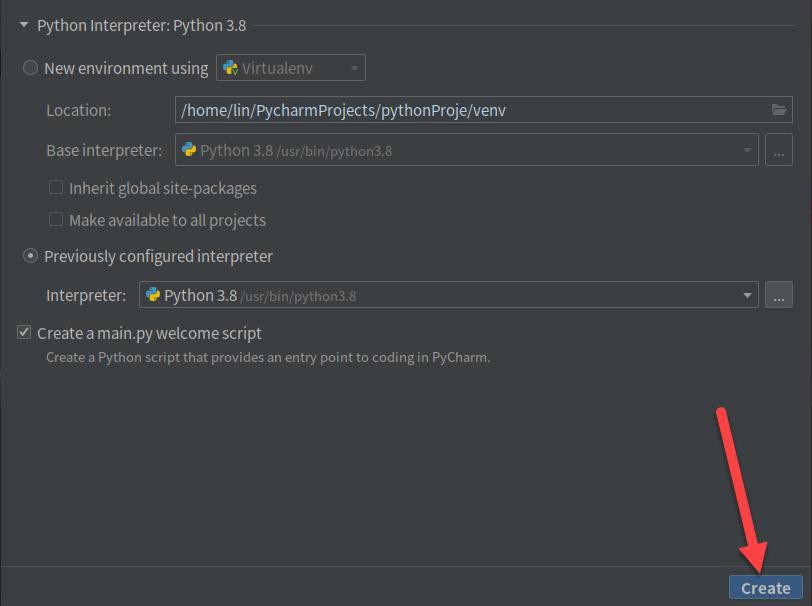 Python Interpreter: Python 3.8
New environment using Virtualenv
Location: /home/lin/PycharmProjects/pythonProje/venv
Base interpreter: Python 3.8 /usr/bin/python3.8 ...
Inherit global site-packages
Make available to all projects
Previously configured interpreter
Interpreter: Python 3.8 /usr/bin/python3.8 ...
Create a main.py welcome script
Create a Python script that provides an entry point to coding in PyCharm.
Create